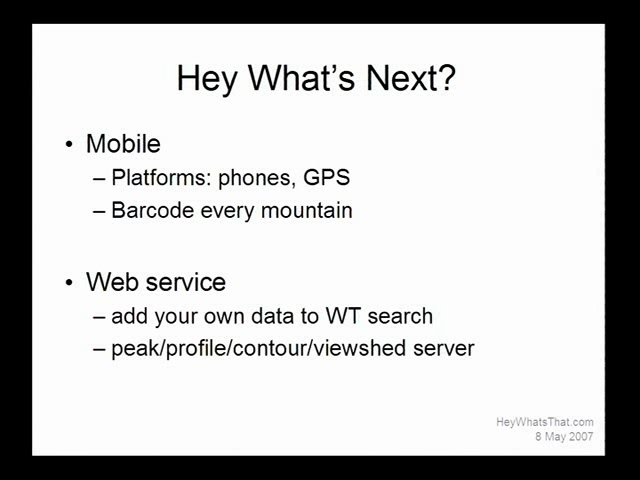 Hey What's Next?
• Mobile
– Platforms: phones, GPS
– Barcode every mountain
• Web service
– add your own data to WT search
– peak/profile/contour/viewshed server
HeyWhatsThat.com
8 May 2007